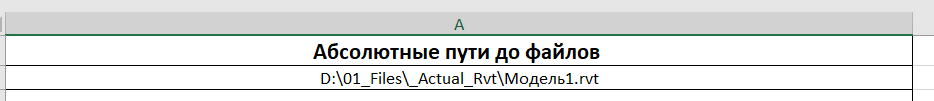 A
Абсолютные пути до файлов
D:\01_Files\_Actual_Rvt\Модель1.rvt